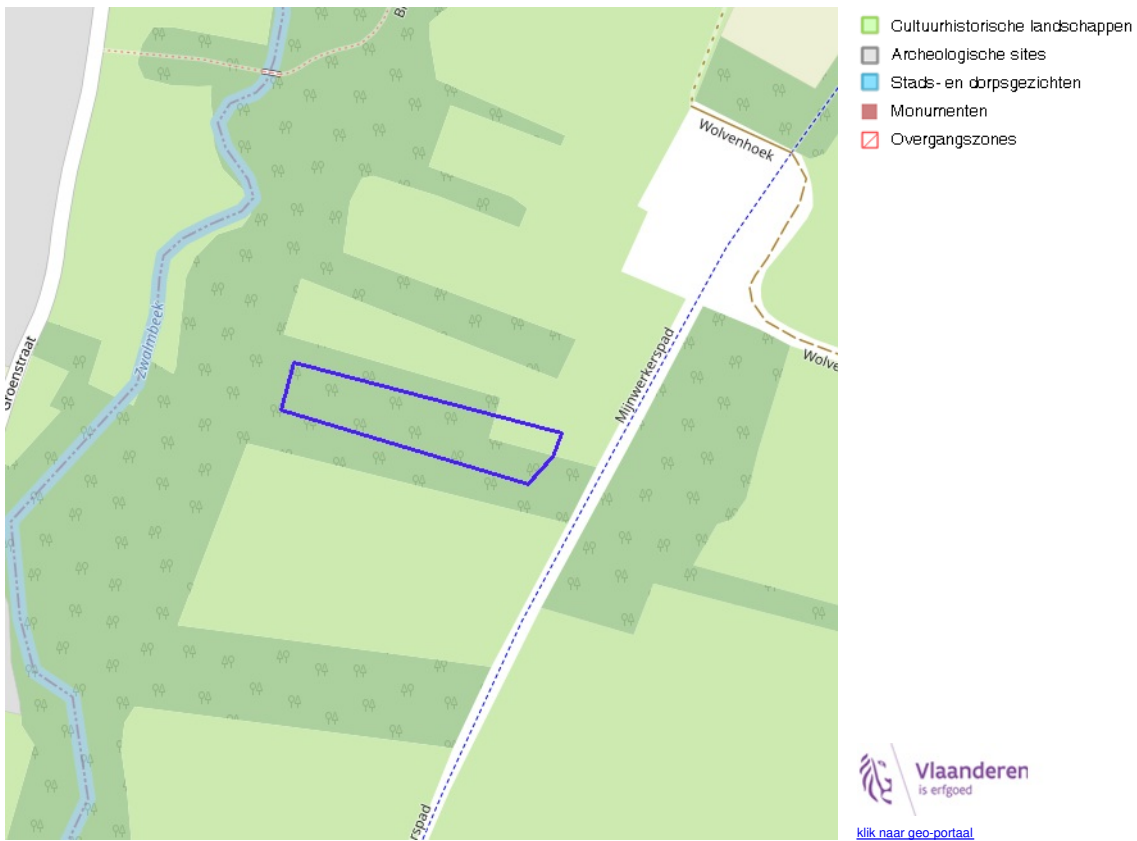 Cultuurhistorische landschappen
Archeologische sites
Stads- en dorpsgezichten
Monumenten
Overgangszones
Wolvenhoek
Zwalmbeek
Groenstraat
Mijnwerkerspad
Wolve
rspad
Vlaanderen
is erfgoed
klik naar geo-portaal